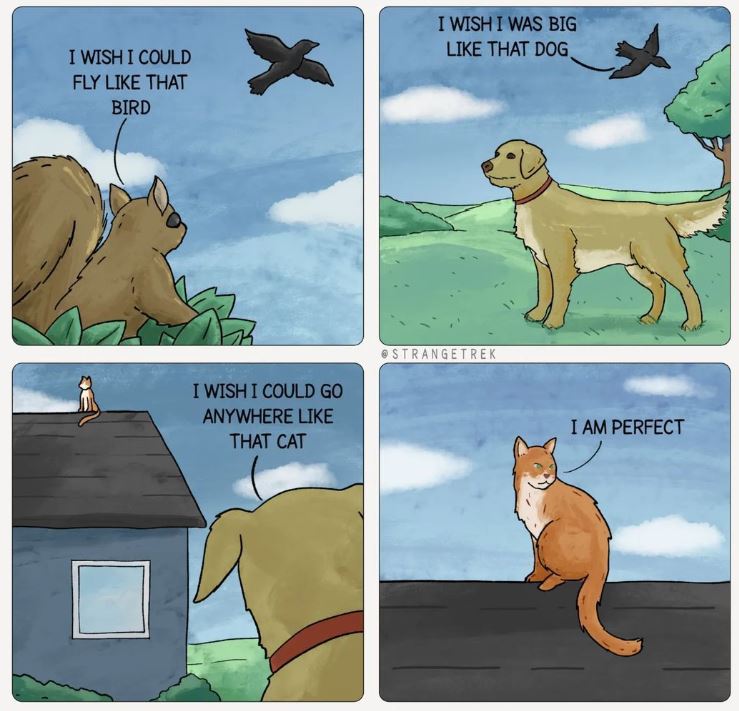 I WISH I COULD
FLY LIKE THAT
BIRD
I WISH I WAS BIG
LIKE THAT DOG
@STRANGETREK
I WISH I COULD GO
ANYWHERE LIKE
THAT CAT
I AM PERFECT